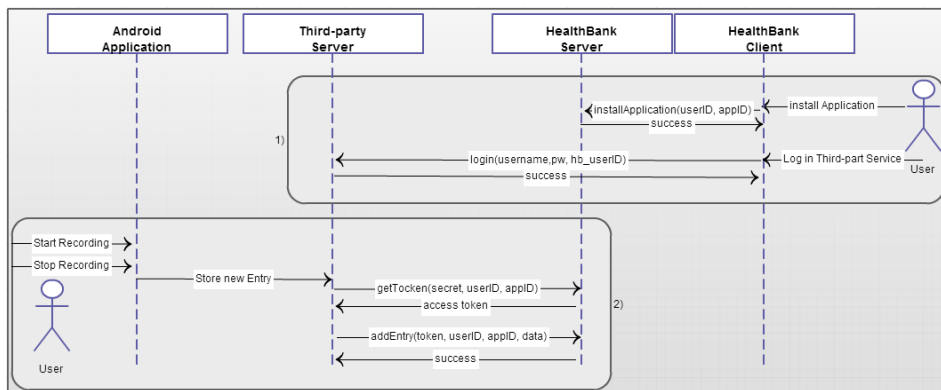 Android
Application
Third-party
Server
HealthBank
Server
HealthBank
Client
install Application
installApplication(userID, appID)
success
1)
login(username,pw, hb_userID)
Log in Third-part Service
success
User
Start Recording
Stop Recording
Store new Entry
getTocken(secret, userID, appID)
access token
2)
addEntry(token, userID, appID, data)
success
User